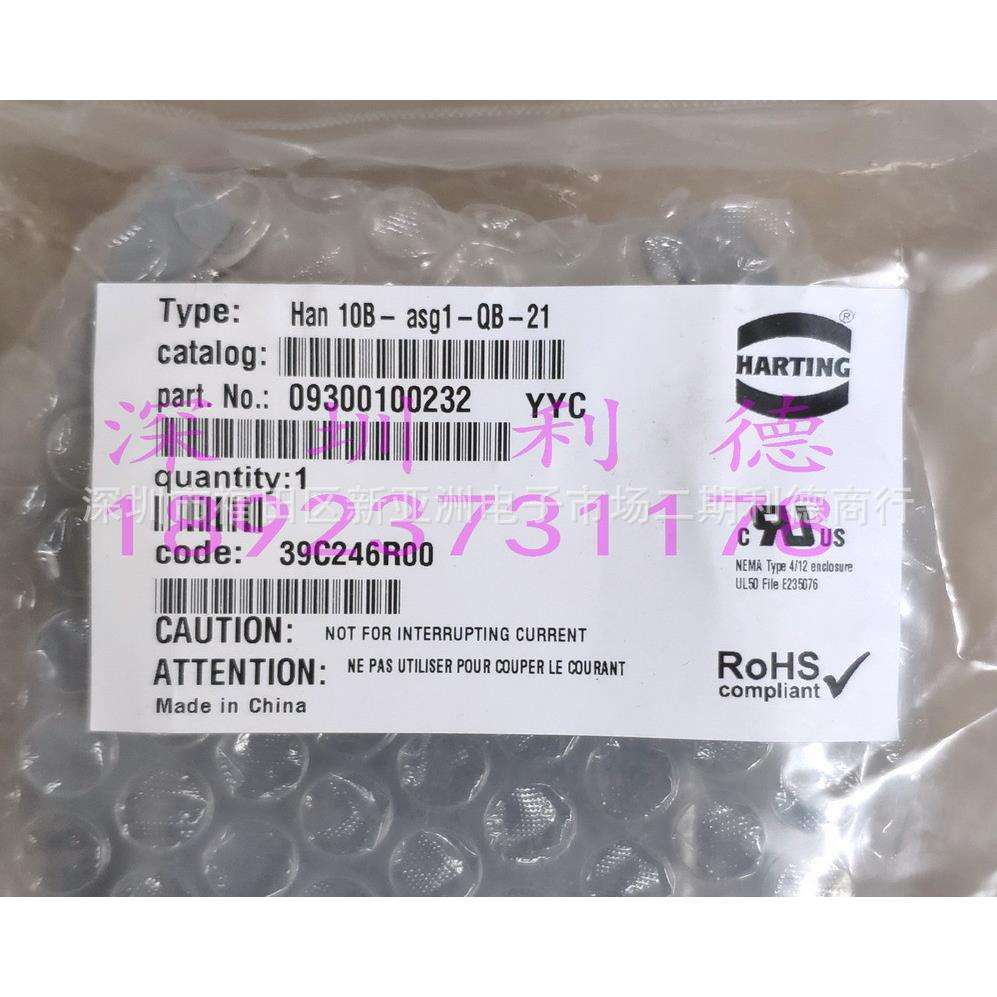 Type: Han 10B- asg1-QB-21
catalog:
part. No.: 09300100232 YYC
quantity:1
code: 39C246R00
CAUTION: NOT FOR INTERRUPTING CURRENT
ATTENTION: NE PAS UTILISER POUR COUPER LE COURANT
Made in China
HARTING ®
c UR US
NEMA Type 4/12 enclosure
UL50 File E235076
RoHS
compliant
深圳利德
深圳市福田区新亚洲电子市场二期利德商行
18923731178